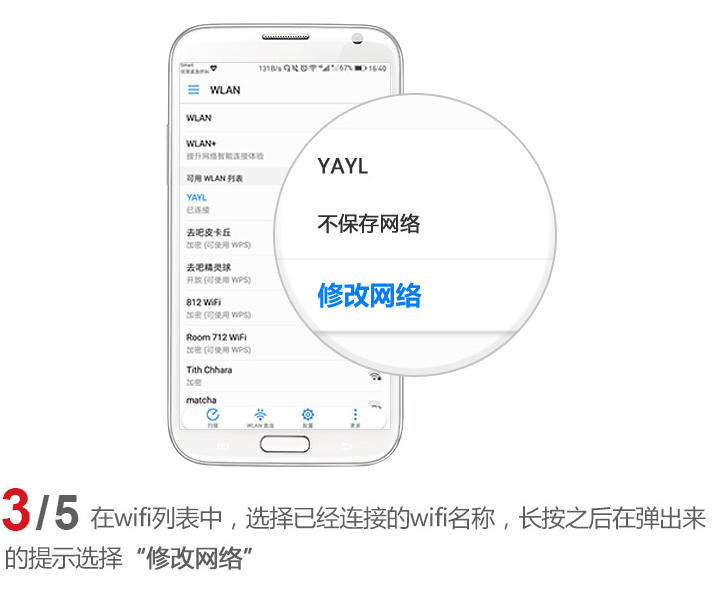 Smart
131B/s 67% 16:40
WLAN
WLAN
WLAN+
提升网络智能连接体验
可用 WLAN 列表
YAYL
已连接
去吧皮卡丘
加密 (可使用 WPS)
去吧精灵球
开放 (可使用 WPS)
812 WiFi
加密 (可使用 WPS)
Room 712 WiFi
加密 (可使用 WPS)
Tith Chhara
加密
matcha
扫描 WLAN 直连 配置 更多
YAYL
不保存网络
修改网络
3/5 在wifi列表中，选择已经连接的wifi名称，长按之后在弹出来
的提示选择“修改网络”